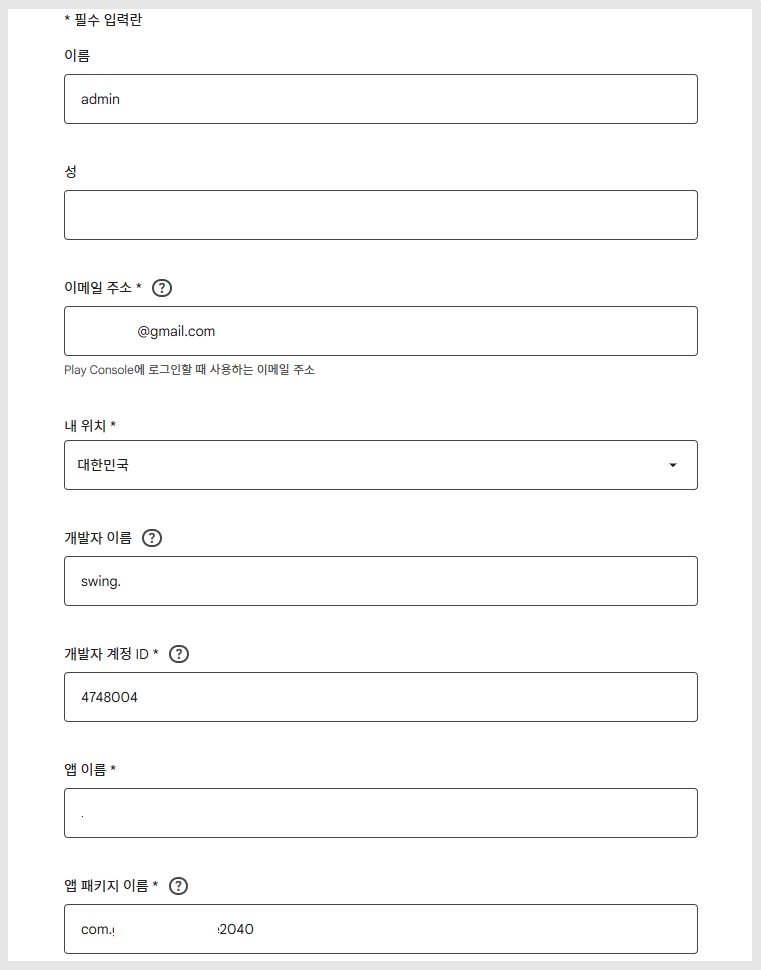 * 필수 입력란
이름
admin
성
이메일 주소 *
@gmail.com
Play Console에 로그인할 때 사용하는 이메일 주소
내 위치 *
대한민국
개발자 이름
swing.
개발자 계정 ID *
4748004
앱 이름 *
.
앱 패키지 이름 *
com.
2040